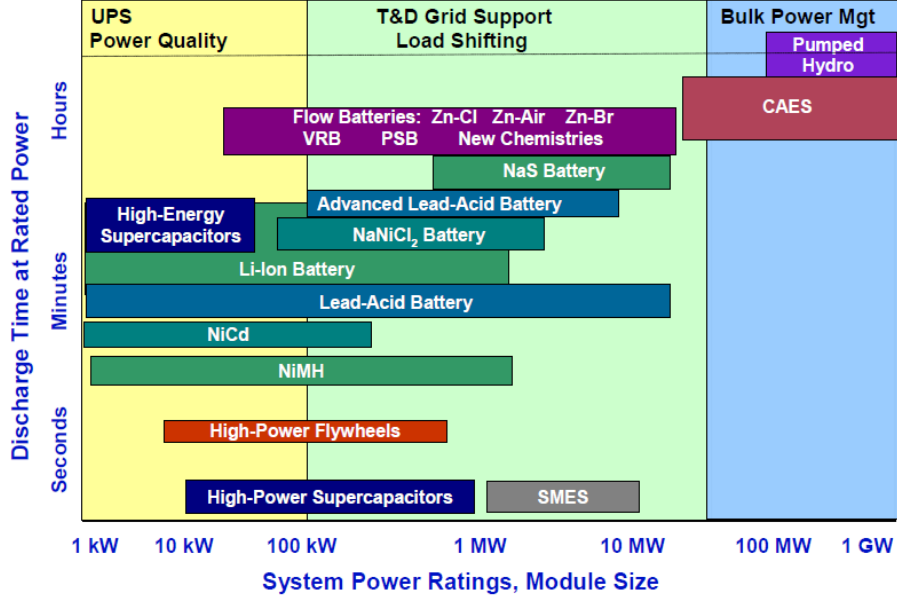 UPS
Power Quality
T&D Grid Support
Load Shifting
Bulk Power Mgt
Pumped
Hydro
CAES
Flow Batteries: Zn-Cl Zn-Air Zn-Br
VRB PSB New Chemistries
NaS Battery
Advanced Lead-Acid Battery
High-Energy
Supercapacitors
NaNiCl₂ Battery
Li-Ion Battery
Lead-Acid Battery
NiCd
NiMH
High-Power Flywheels
High-Power Supercapacitors
SMES
Discharge Time at Rated Power
Hours
Minutes
Seconds
1 kW 10 kW 100 kW 1 MW 10 MW 100 MW 1 GW
System Power Ratings, Module Size